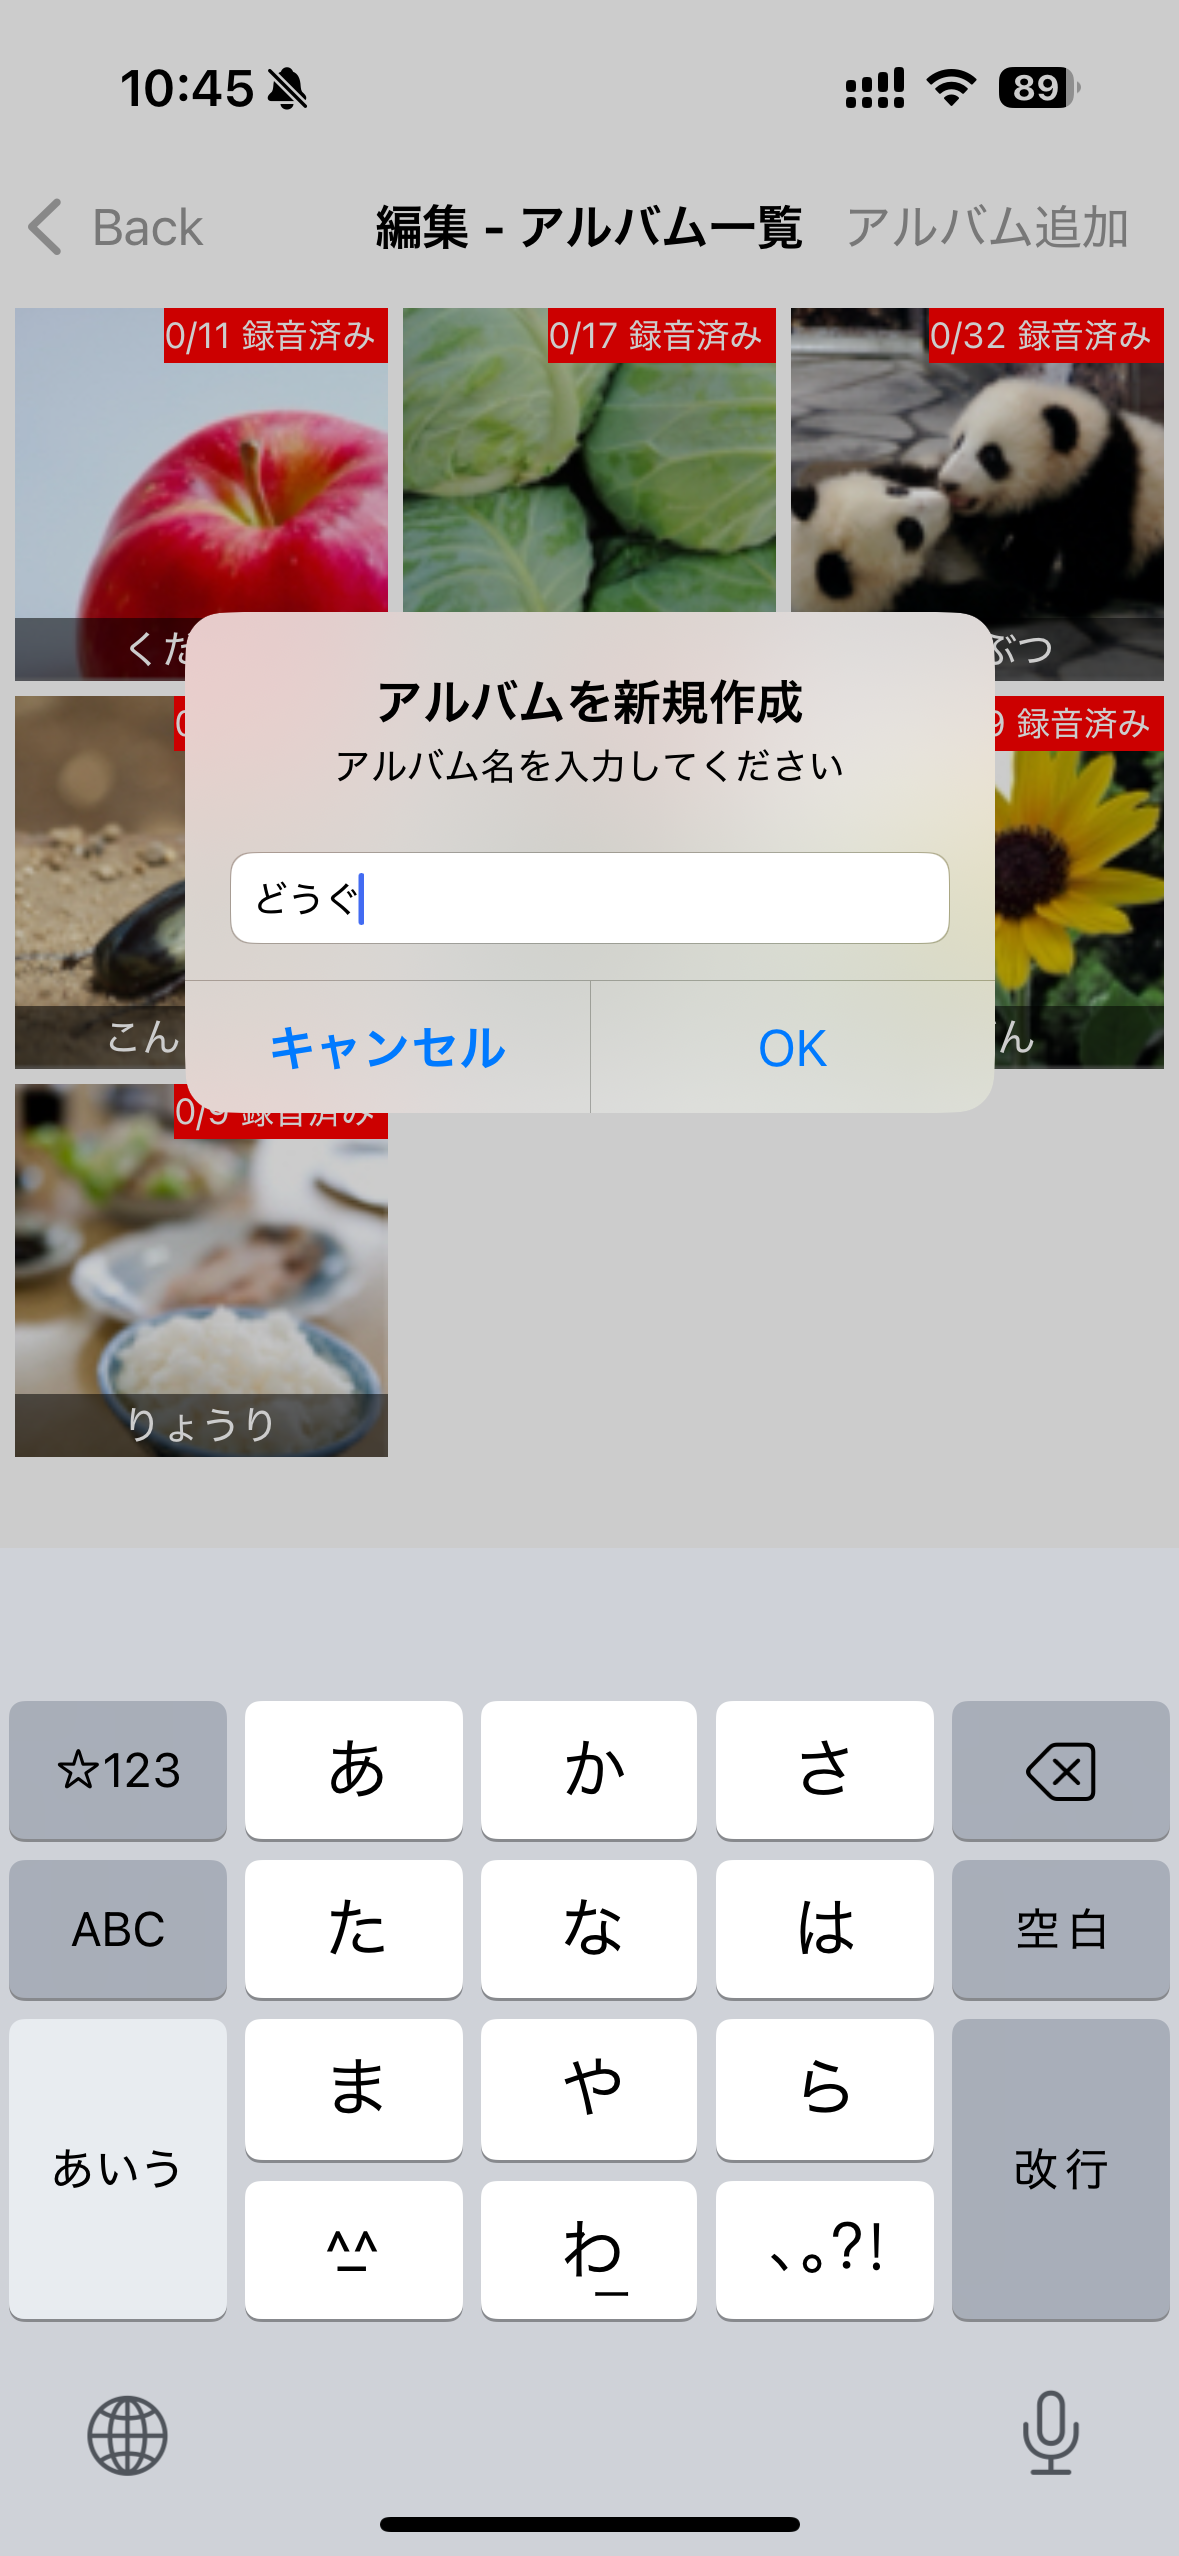 10:45
89
Back
編集 - アルバム一覧
アルバム追加
0/11 録音済み
0/17 録音済み
0/32 録音済み
ぶつ
録音済み
アルバムを新規作成
アルバム名を入力してください
どうぐ
キャンセル
OK
こん
ん
0/9 録音済み
りょうり
☆123
あ
か
さ
ABC
た
な
は
空白
あいう
ま
や
ら
改行
^_^
わ
、。?!